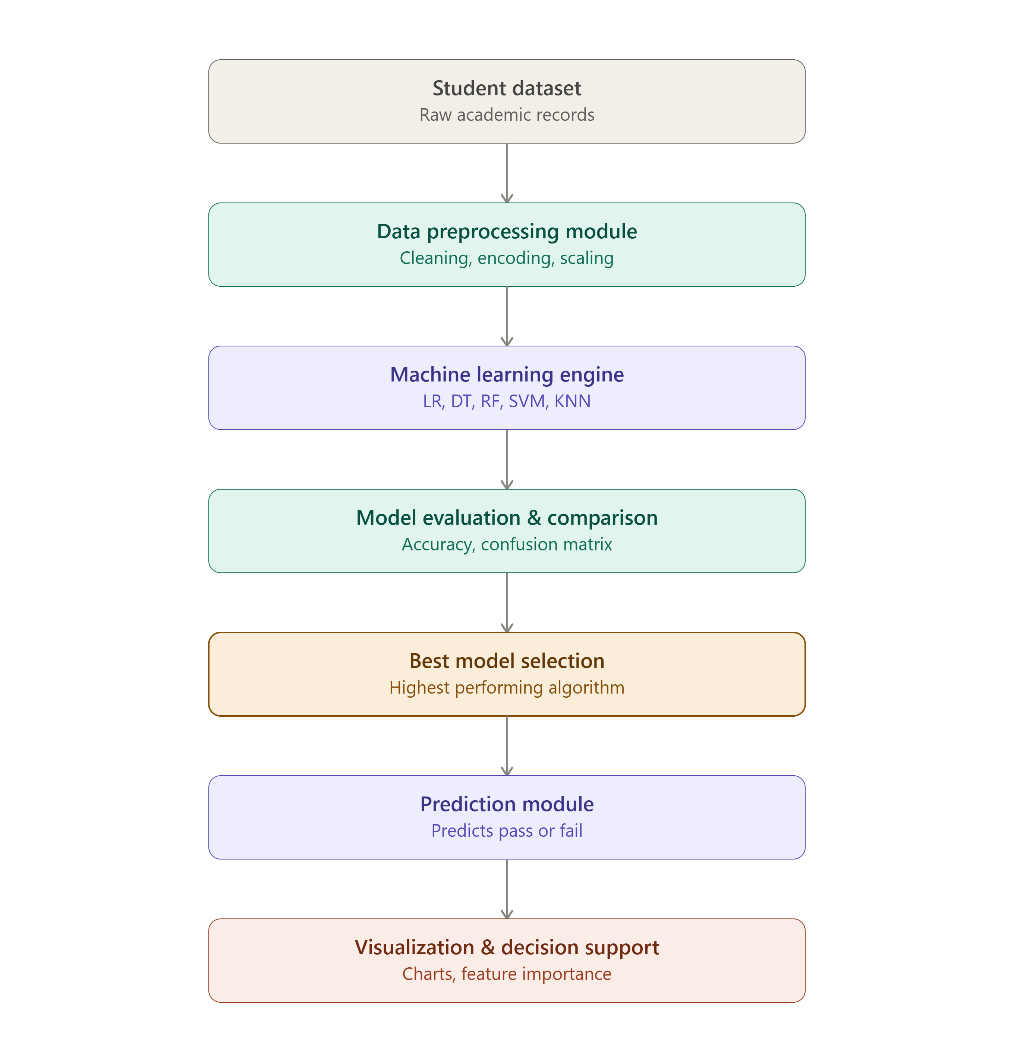 Student dataset
Raw academic records
Data preprocessing module
Cleaning, encoding, scaling
Machine learning engine
LR, DT, RF, SVM, KNN
Model evaluation & comparison
Accuracy, confusion matrix
Best model selection
Highest performing algorithm
Prediction module
Predicts pass or fail
Visualization & decision support
Charts, feature importance